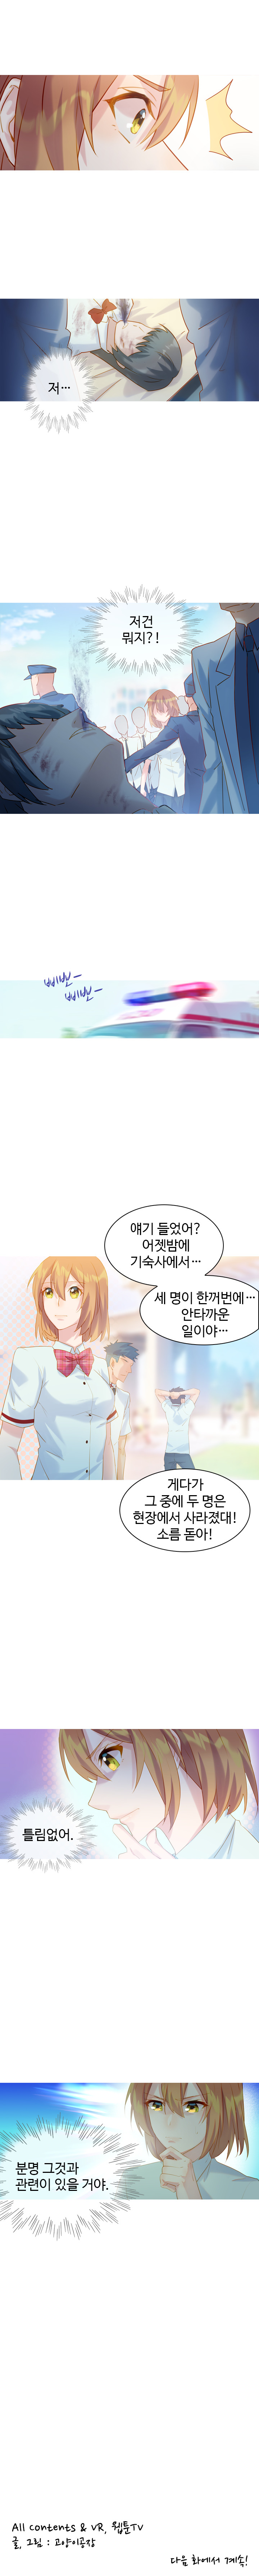 저…
저건
뭐지?!
삐뽀-
삐뽀-
얘기 들었어?
어젯밤에
기숙사에서…
세 명이 한꺼번에…
안타까운
일이야…
게다가
그 중에 두 명은
현장에서 사라졌대!
소름 돋아!
틀림없어.
분명 그것과
관련이 있을 거야.
All contents & VR, 웹툰TV
글, 그림 : 고양이공장
다음 화에서 계속!